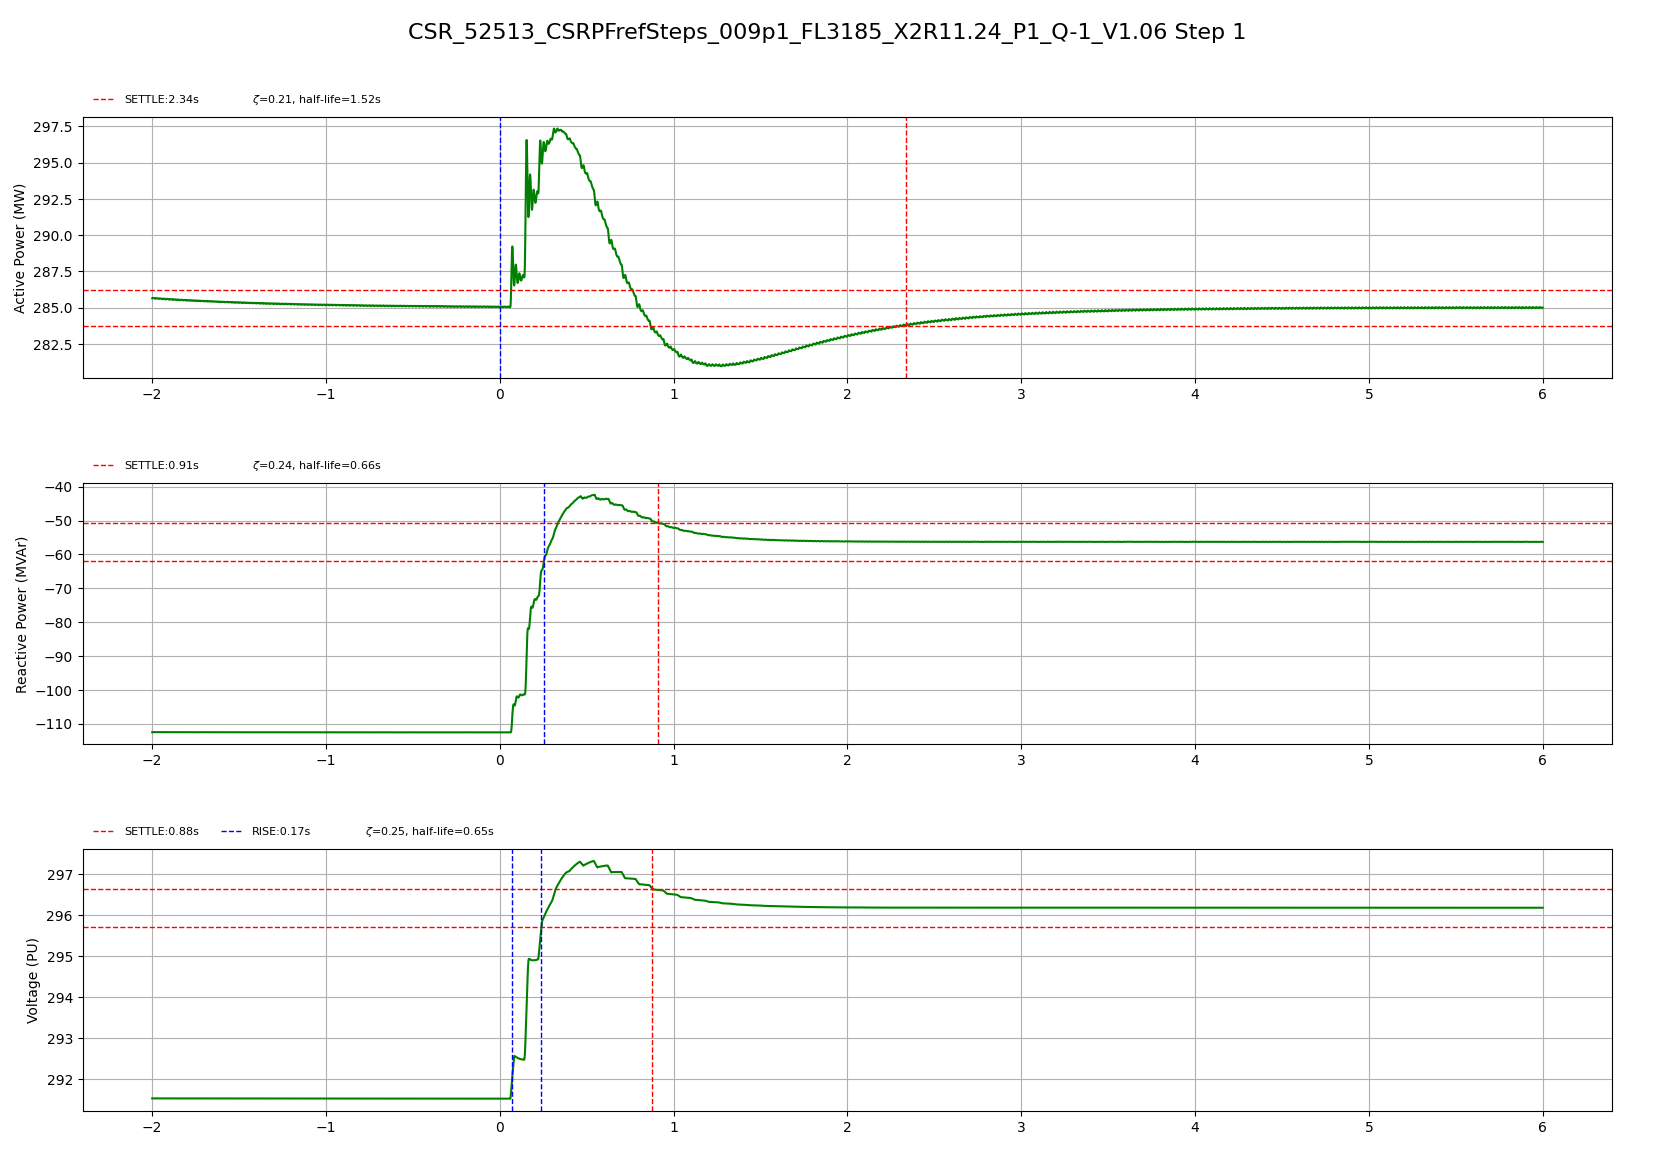 CSR_52513_CSRPFrefSteps_009p1_FL3185_X2R11.24_P1_Q-1_V1.06 Step 1
SETTLE:2.34s ζ=0.21, half-life=1.52s
Active Power (MW)
297.5
295.0
292.5
290.0
287.5
285.0
282.5
−2 −1 0 1 2 3 4 5 6
SETTLE:0.91s ζ=0.24, half-life=0.66s
Reactive Power (MVAr)
−40
−50
−60
−70
−80
−90
−100
−110
−2 −1 0 1 2 3 4 5 6
SETTLE:0.88s RISE:0.17s ζ=0.25, half-life=0.65s
Voltage (PU)
297
296
295
294
293
292
−2 −1 0 1 2 3 4 5 6